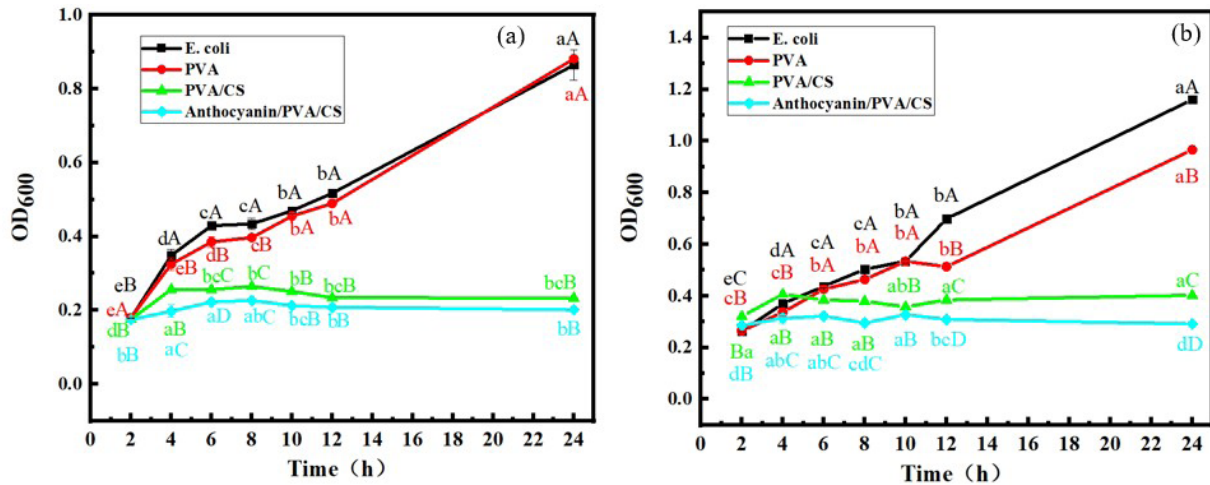 (a)
E. coli
PVA
PVA/CS
Anthocyanin/PVA/CS
OD600
1.0
0.8
0.6
0.4
0.2
0.0
aA
aA
bA
bA
cA
dA
eB
bA
bA
cB
dB
eB
eA
bcC
bC
bB
bcB
bcB
dB
aB
aD
abC
bcB
bB
bB
bB
aC
0 2 4 6 8 10 12 14 16 18 20 22 24
Time (h)
(b)
E. coli
PVA
PVA/CS
Anthocyanin/PVA/CS
OD600
1.4
1.2
1.0
0.8
0.6
0.4
0.2
0.0
aA
aB
bA
bA
cA
cA
dA
eC
bB
bA
bA
bA
cB
cB
abB
aC
aC
Ba
aB
aB
aB
aB
bcD
dD
dB
abC
abC
cdC
0 2 4 6 8 10 12 14 16 18 20 22 24
Time (h)